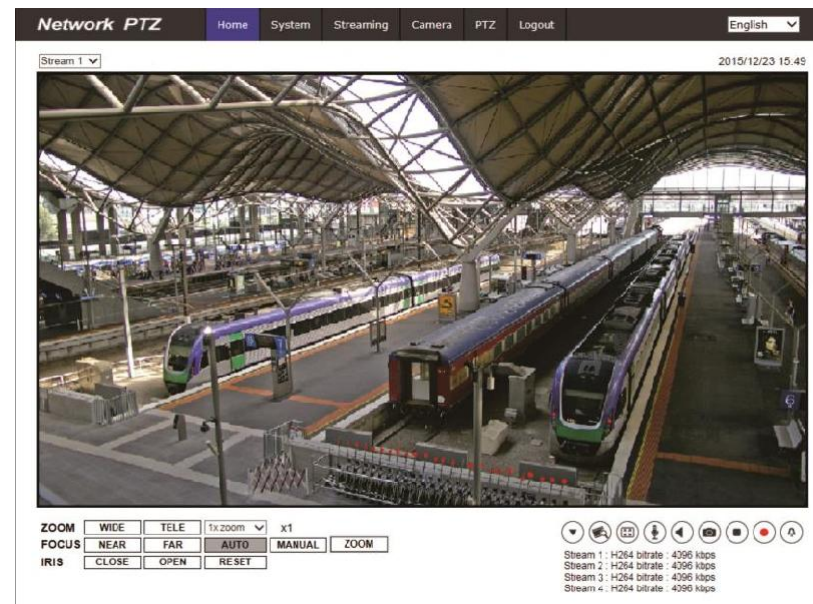 Network PTZ Home System Streaming Camera PTZ Logout English
Stream 1 2015/12/23 15:49
6
ZOOM WIDE TELE 1x zoom x1
FOCUS NEAR FAR AUTO MANUAL ZOOM
IRIS CLOSE OPEN RESET
Stream 1 : H264 bitrate : 4096 kbps
Stream 2 : H264 bitrate : 4096 kbps
Stream 3 : H264 bitrate : 4096 kbps
Stream 4 : H264 bitrate : 4096 kbps